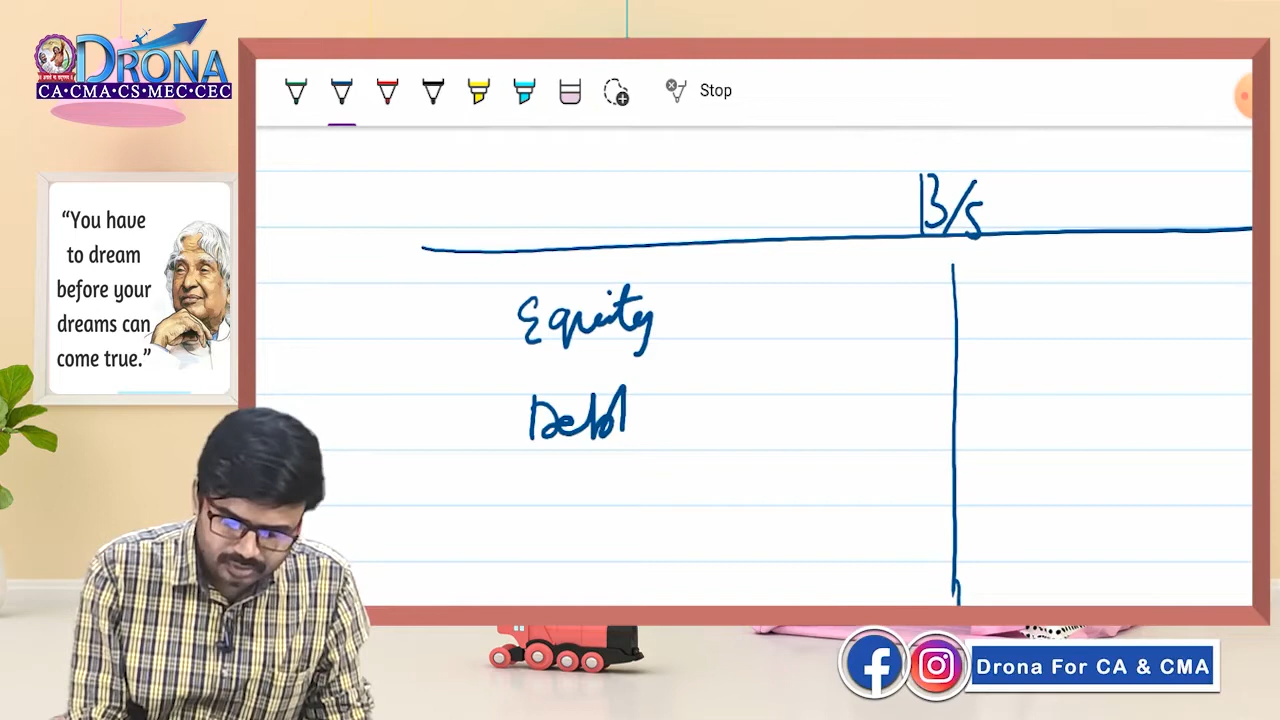 DRONA
CA•CMA•CS•MEC•CEC
“You have
to dream
before your
dreams can
come true.”
Stop
B/S
Equity
Debt
Drona For CA & CMA